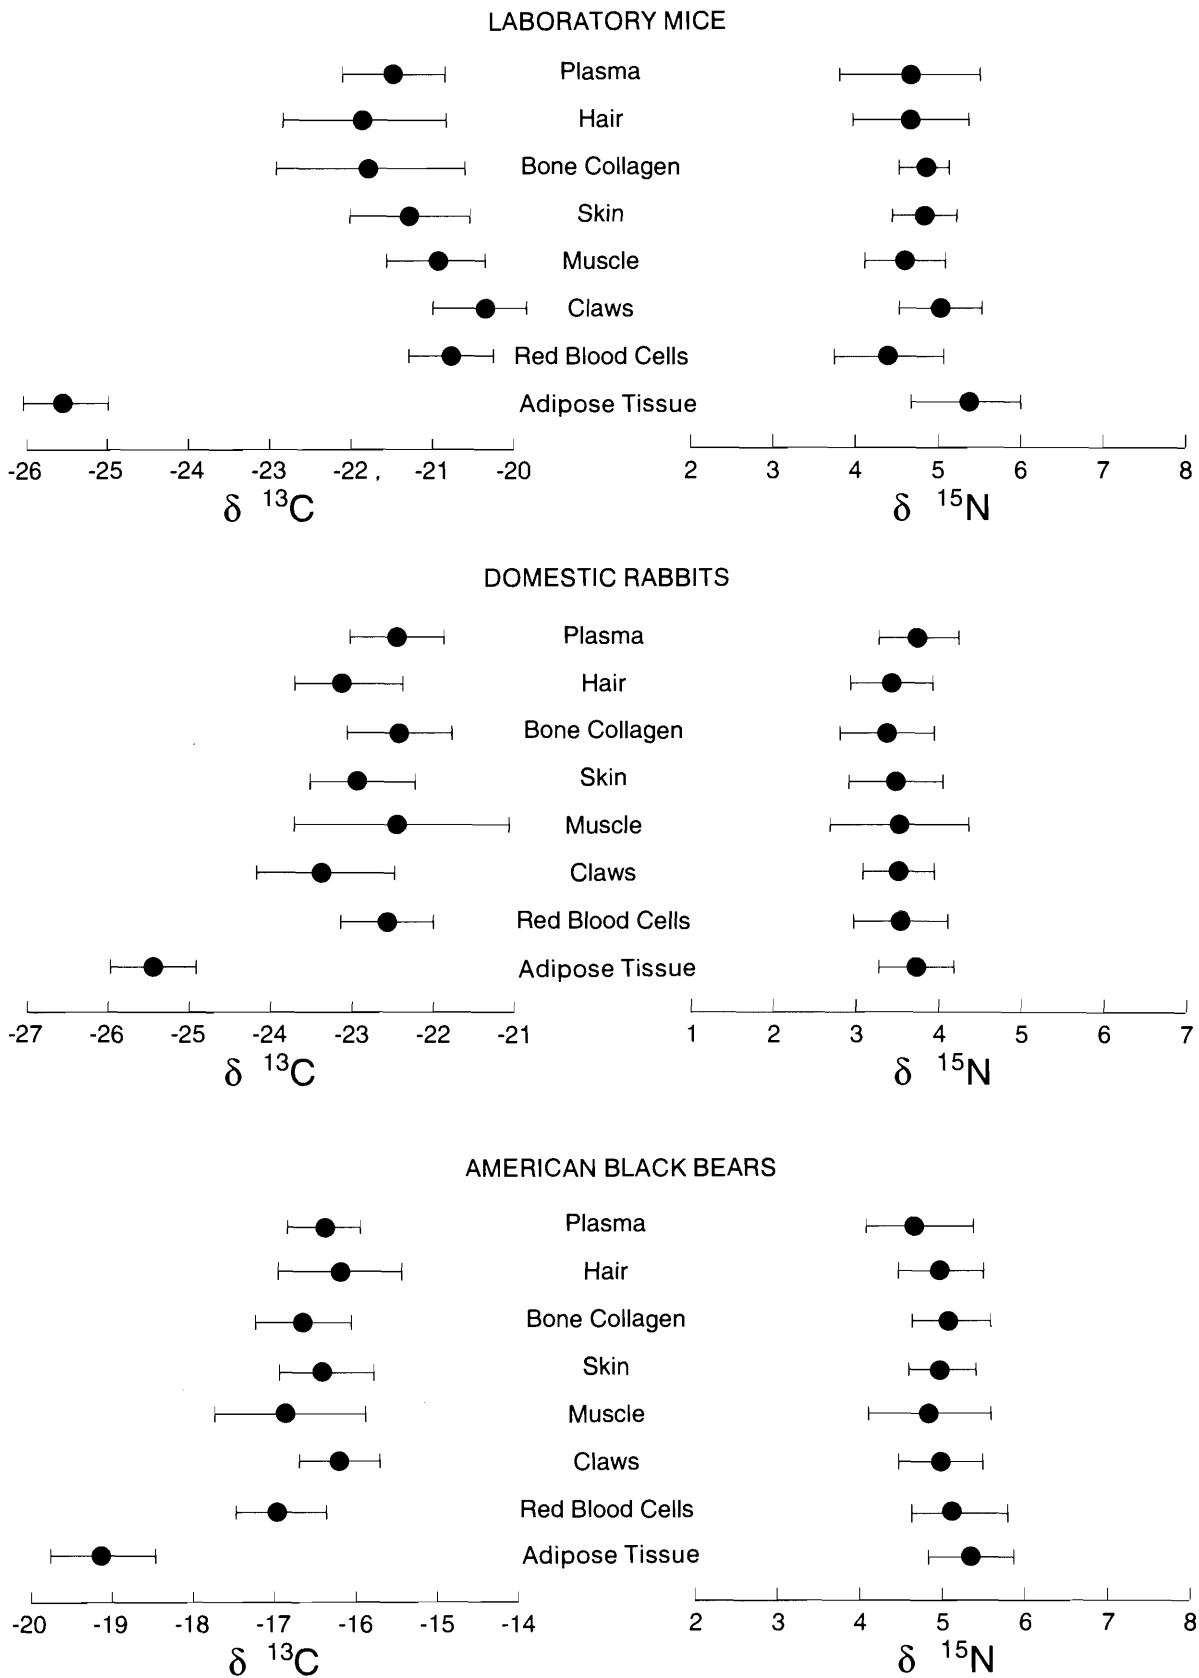 LABORATORY MICE
Plasma
Hair
Bone Collagen
Skin
Muscle
Claws
Red Blood Cells
Adipose Tissue
-26 -25 -24 -23 -22 -21 -20 2 3 4 5 6 7 8
δ ¹³C δ ¹⁵N
DOMESTIC RABBITS
Plasma
Hair
Bone Collagen
Skin
Muscle
Claws
Red Blood Cells
Adipose Tissue
-27 -26 -25 -24 -23 -22 -21 1 2 3 4 5 6 7
δ ¹³C δ ¹⁵N
AMERICAN BLACK BEARS
Plasma
Hair
Bone Collagen
Skin
Muscle
Claws
Red Blood Cells
Adipose Tissue
-20 -19 -18 -17 -16 -15 -14 2 3 4 5 6 7 8
δ ¹³C δ ¹⁵N